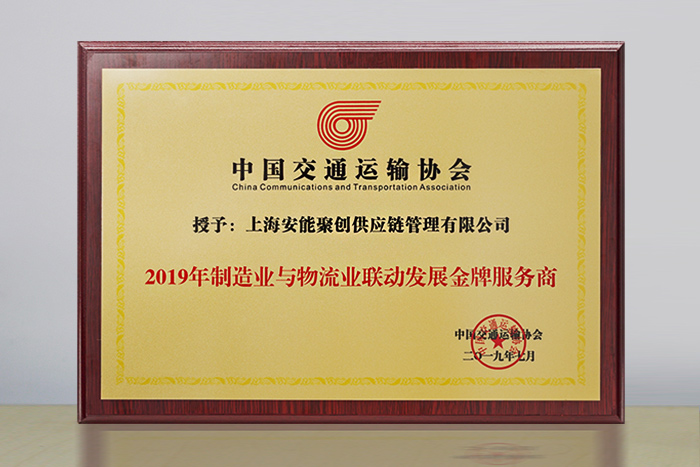 中国交通运输协会
China Communications and Transportation Association
授予：上海安能聚创供应链管理有限公司
2019年制造业与物流业联动发展金牌服务商
中国交通运输协会
二〇一九年七月